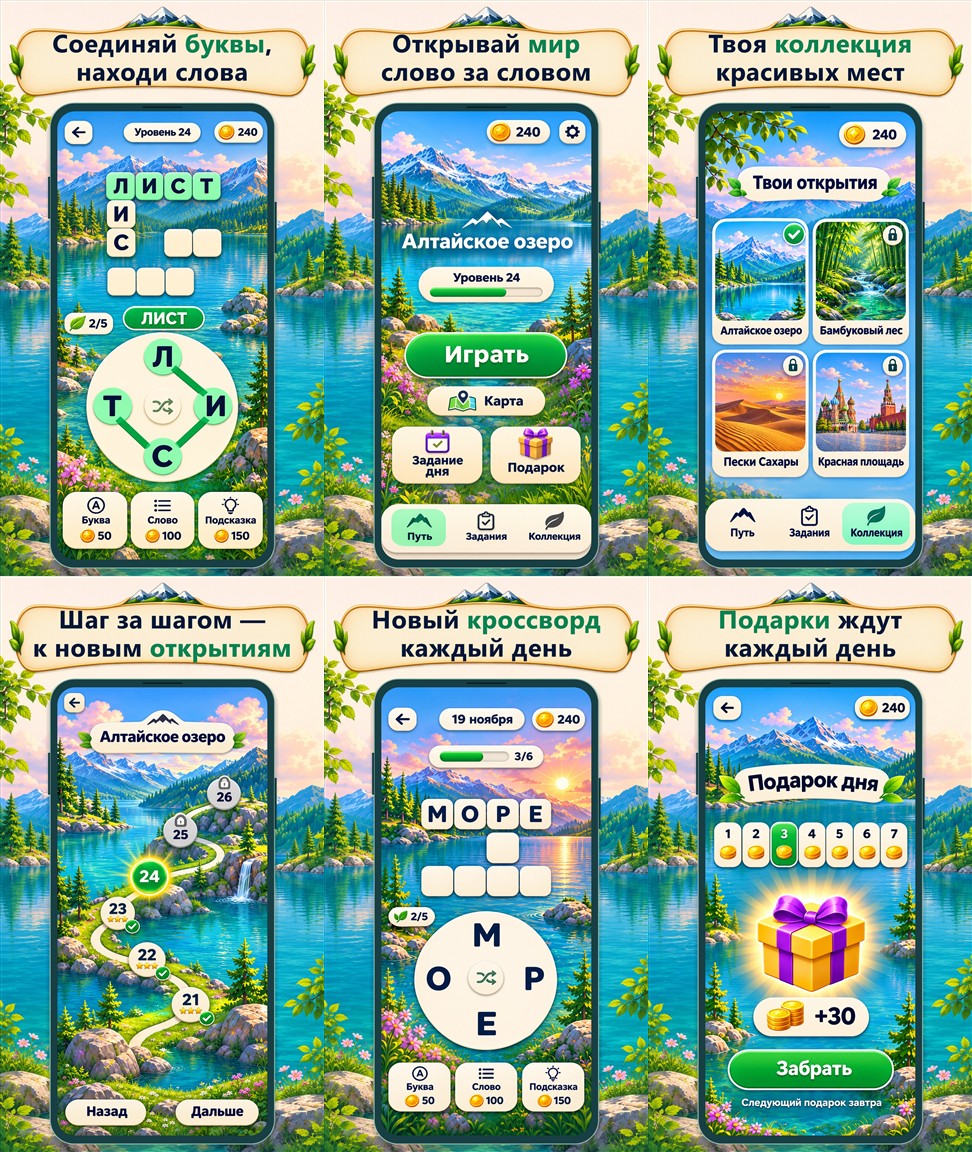 Соединяй буквы,
находи слова
Уровень 24
240
ЛИСТ
И
С
2/5
ЛИСТ
Л
Т
И
С
A
Буква
50
Слово
100
Подсказка
150
Открывай мир
слово за словом
240
Алтайское озеро
Уровень 24
Играть
Карта
Задание
дня
Подарок
Путь
Задания
Коллекция
Твоя коллекция
красивых мест
240
Твои открытия
Алтайское озеро
Бамбуковый лес
Пески Сахары
Красная площадь
Путь
Задания
Коллекция
Шаг за шагом —
к новым открытиям
Алтайское озеро
26
25
24
23
22
21
Назад
Дальше
Новый кроссворд
каждый день
19 ноября
240
3/6
МОРЕ
2/5
М
О
Р
Е
A
Буква
50
Слово
100
Подсказка
150
Подарки ждут
каждый день
240
Подарок дня
1 2 3 4 5 6 7
+30
Забрать
Следующий подарок завтра